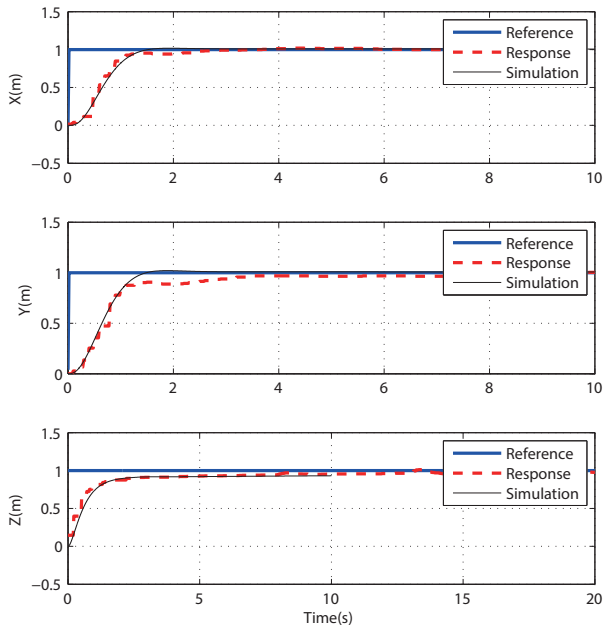 1.5
1
0.5
0
−0.5
X(m)
0
2
4
6
8
10
Reference
Response
Simulation
1.5
1
0.5
0
Y(m)
0
2
4
6
8
10
Reference
Response
Simulation
1.5
1
0.5
0
−0.5
Z(m)
0
5
10
15
20
Time(s)
Reference
Response
Simulation